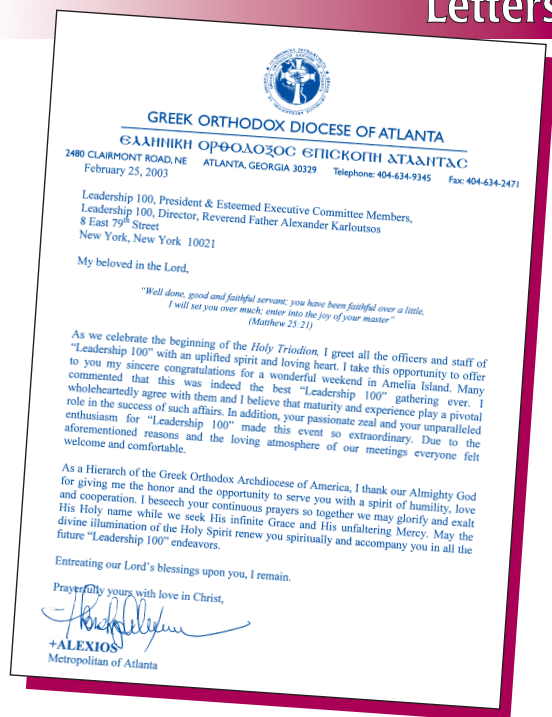 Letters
GREEK ORTHODOX DIOCESE OF ATLANTA
ЄΛΛΗΝΙΚΗ ΟΡΘΟΔΟΞΟC ЄΠΙCΚΟΠΗ ΑΤΛΑΝΤΑC
2480 CLAIRMONT ROAD, NE ATLANTA, GEORGIA 30329 Telephone: 404-634-9345 Fax: 404-634-2471
February 25, 2003
Leadership 100, President & Esteemed Executive Committee Members,
Leadership 100, Director, Reverend Father Alexander Karloutsos
8 East 79th Street
New York, New York 10021
My beloved in the Lord,
"Well done, good and faithful servant; you have been faithful over a little,
I will set you over much; enter into the joy of your master"
(Matthew 25:21)
As we celebrate the beginning of the Holy Triodion, I greet all the officers and staff of
"Leadership 100" with an uplifted spirit and loving heart. I take this opportunity to offer
to you my sincere congratulations for a wonderful weekend in Amelia Island. Many
commented that this was indeed the best "Leadership 100" gathering ever. I
wholeheartedly agree with them and I believe that maturity and experience play a pivotal
role in the success of such affairs. In addition, your passionate zeal and your unparalleled
enthusiasm for "Leadership 100" made this event so extraordinary. Due to the
aforementioned reasons and the loving atmosphere of our meetings everyone felt
welcome and comfortable.
As a Hierarch of the Greek Orthodox Archdiocese of America, I thank our Almighty God
for giving me the honor and the opportunity to serve you with a spirit of humility, love
and cooperation. I beseech your continuous prayers so together we may glorify and exalt
His Holy name while we seek His infinite Grace and His unfaltering Mercy. May the
divine illumination of the Holy Spirit renew you spiritually and accompany you in all the
future "Leadership 100" endeavors.
Entreating our Lord's blessings upon you, I remain.
Prayerfully yours with love in Christ,
+ALEXIOS
Metropolitan of Atlanta